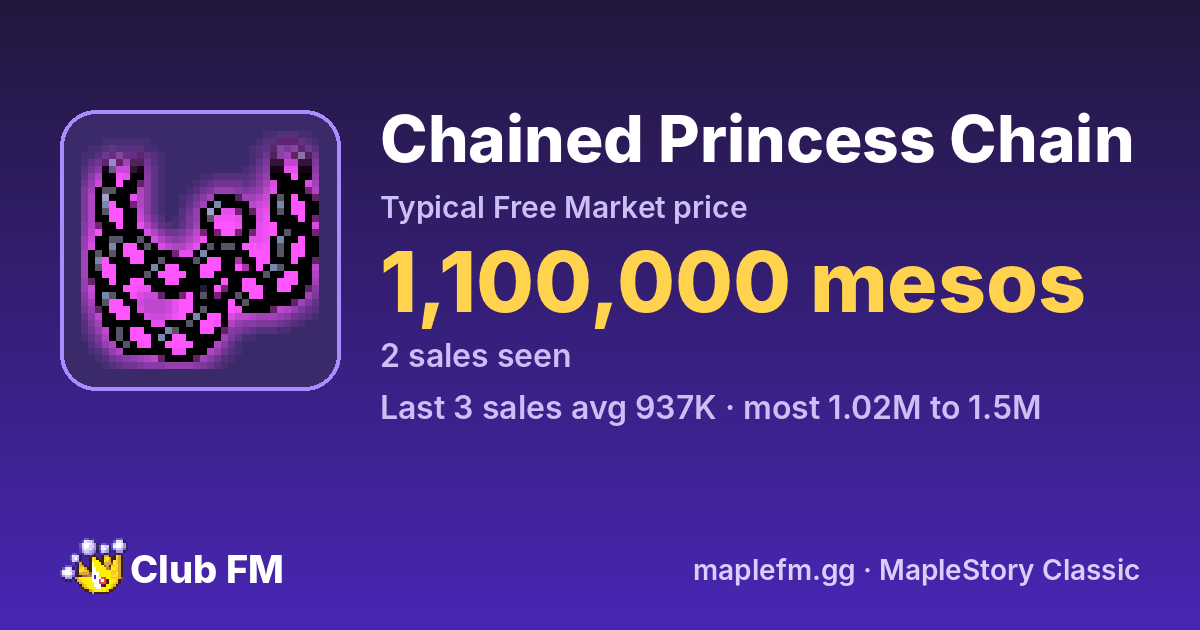 Chained Princess Chain
Typical Free Market price
1,100,000 mesos
2 sales seen
Last 3 sales avg 937K · most 1.02M to 1.5M
Club FM
maplefm.gg · MapleStory Classic